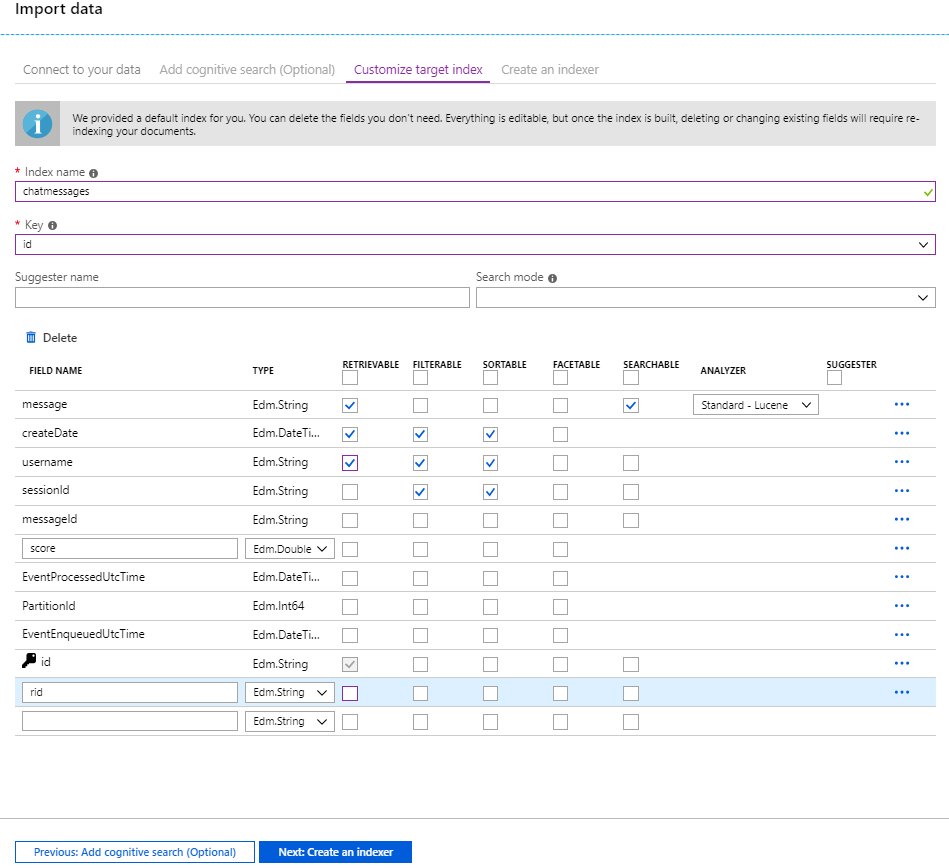 Import data
Connect to your data Add cognitive search (Optional) Customize target index Create an indexer
We provided a default index for you. You can delete the fields you don't need. Everything is editable, but once the index is built, deleting or changing existing fields will require re-
indexing your documents.
* Index name
chatmessages
* Key
id
Suggester name Search mode
Delete
FIELD NAME TYPE RETRIEVABLE FILTERABLE SORTABLE FACETABLE SEARCHABLE ANALYZER SUGGESTER
message Edm.String Standard - Lucene
createDate Edm.DateTi...
username Edm.String
sessionId Edm.String
messageId Edm.String
score Edm.Double
EventProcessedUtcTime Edm.DateTi...
PartitionId Edm.Int64
EventEnqueuedUtcTime Edm.DateTi...
id Edm.String
rid Edm.String
Edm.String
Previous: Add cognitive search (Optional) Next: Create an indexer